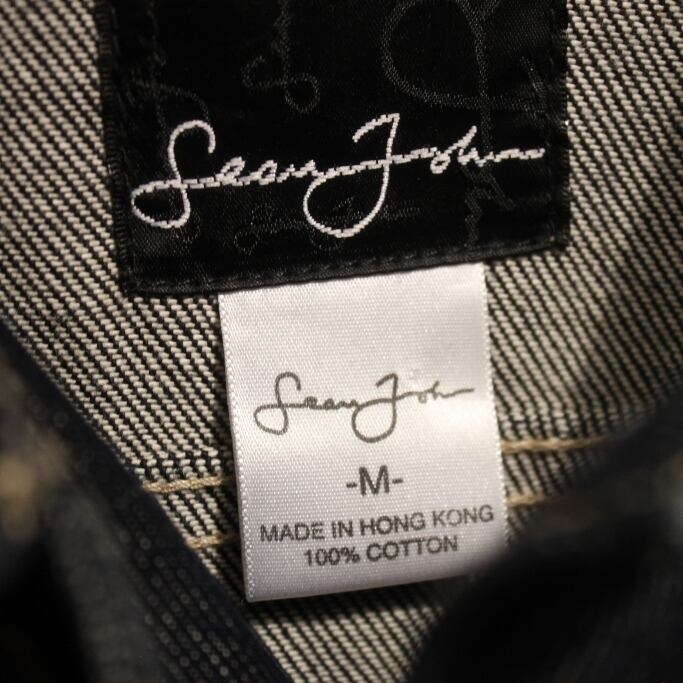 Sean John
Sean John
-M-
MADE IN HONG KONG
100% COTTON